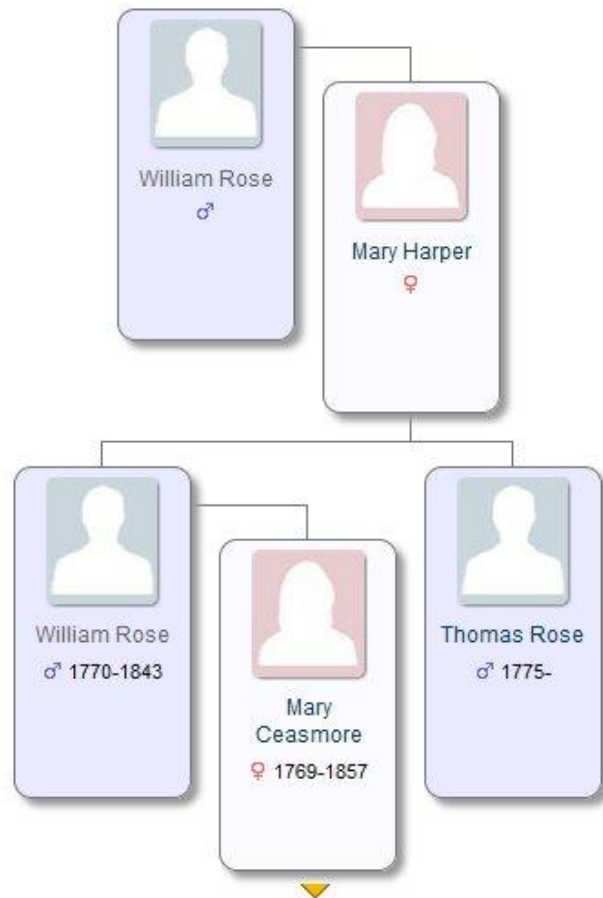 William Rose
♂
Mary Harper
♀
William Rose
♂ 1770-1843
Mary
Ceasmore
♀ 1769-1857
Thomas Rose
♂ 1775-